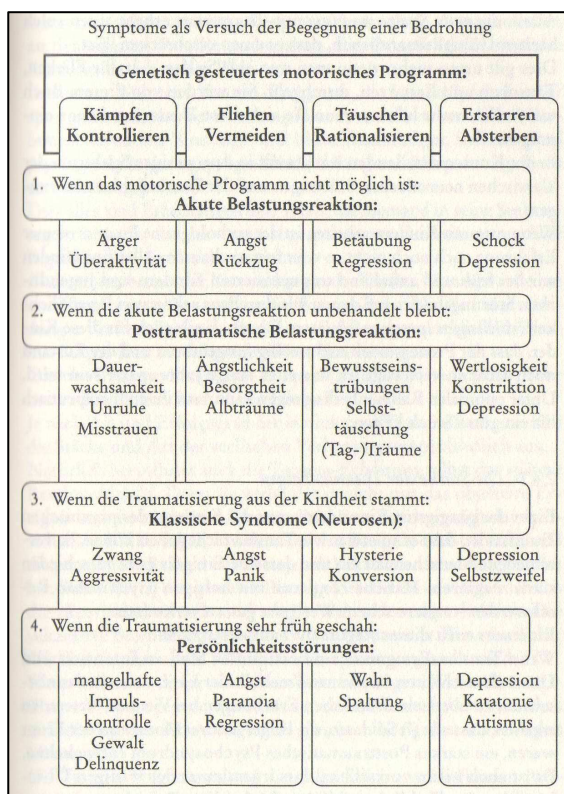 Symptome als Versuch der Begegnung einer Bedrohung
Genetisch gesteuertes motorisches Programm:
Kämpfen Fliehen Täuschen Erstarren
Kontrollieren Vermeiden Rationalisieren Absterben
1. Wenn das motorische Programm nicht möglich ist:
Akute Belastungsreaktion:
Ärger Angst Betäubung Schock
Überaktivität Rückzug Regression Depression
2. Wenn die akute Belastungsreaktion unbehandelt bleibt:
Posttraumatische Belastungsreaktion:
Dauer- Ängstlichkeit Bewusstseins- Wertlosigkeit
wachsamkeit Besorgtheit trübungen Konstriktion
Unruhe Albträume Selbst- Depression
Misstrauen täuschung
(Tag-)Träume
3. Wenn die Traumatisierung aus der Kindheit stammt:
Klassische Syndrome (Neurosen):
Zwang Angst Hysterie Depression
Aggressivität Panik Konversion Selbstzweifel
4. Wenn die Traumatisierung sehr früh geschah:
Persönlichkeitsstörungen:
mangelhafte Angst Wahn Depression
Impuls- Paranoia Spaltung Katatonie
kontrolle Regression Autismus
Gewalt
Delinquenz